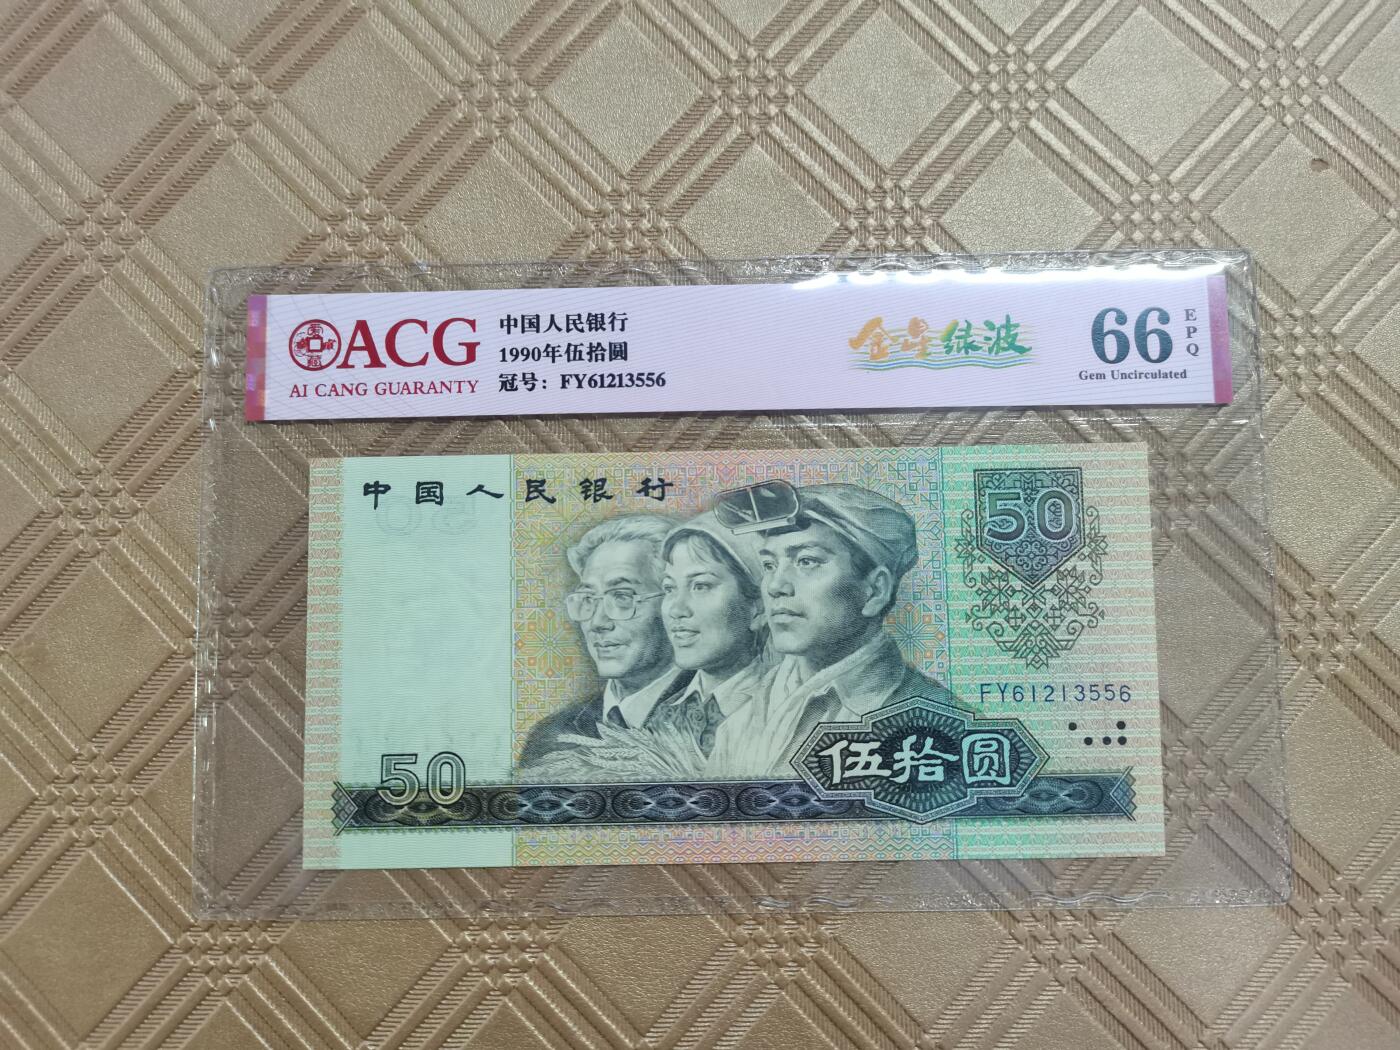 ACG
AI CANG GUARANTY
中国人民银行
1990年伍拾圆
冠号：FY61213556
金星绿波
66
EPQ
Gem Uncirculated
中国人民银行
50
FY61213556
伍拾圆
50